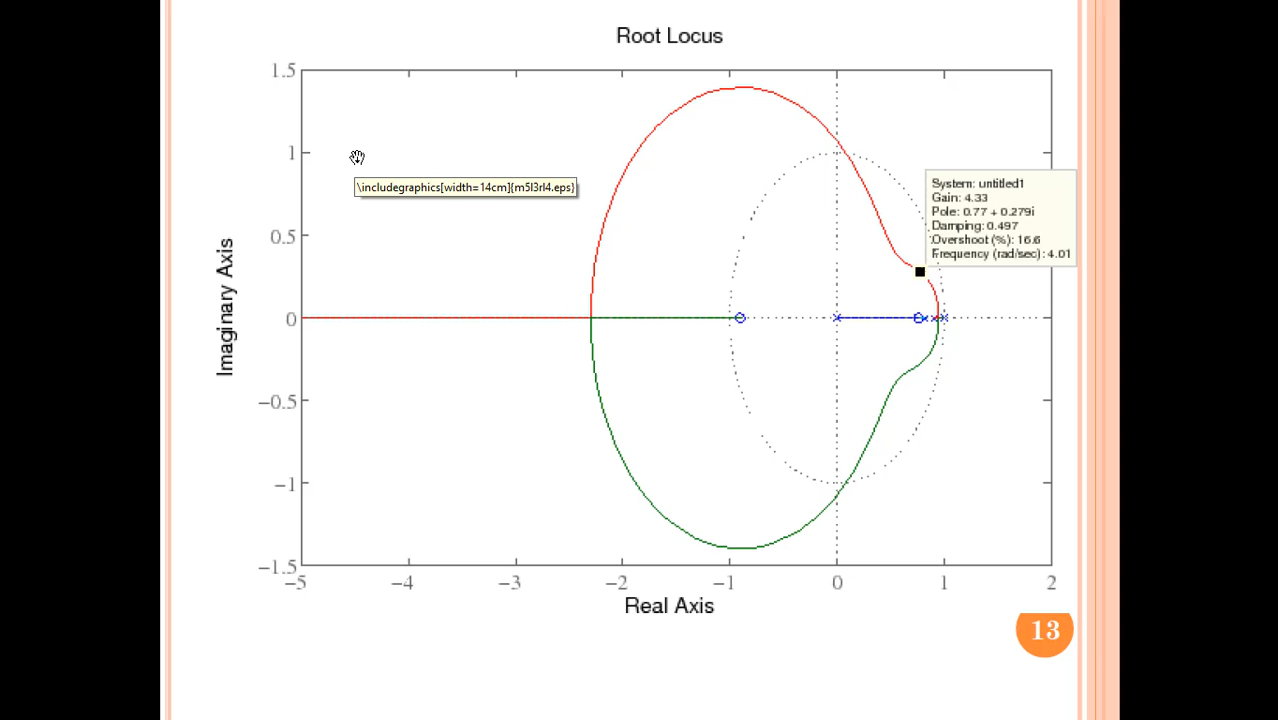 Root Locus
1.5
1
0.5
0
−0.5
−1
−1.5
Imaginary Axis
\includegraphics[width=14cm]{m5l3rl4.eps}
System: untitled1
Gain: 4.33
Pole: 0.77 + 0.279i
Damping: 0.497
Overshoot (%): 16.6
Frequency (rad/sec): 4.01
−5 −4 −3 −2 −1 0 1 2
Real Axis
13